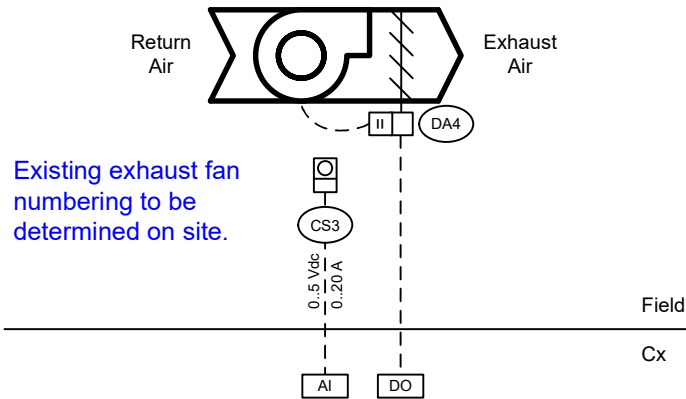 Return
Air
Exhaust
Air
II
DA4
Existing exhaust fan
numbering to be
determined on site.
CS3
0..5 Vdc
0..20 A
Field
Cx
AI
DO